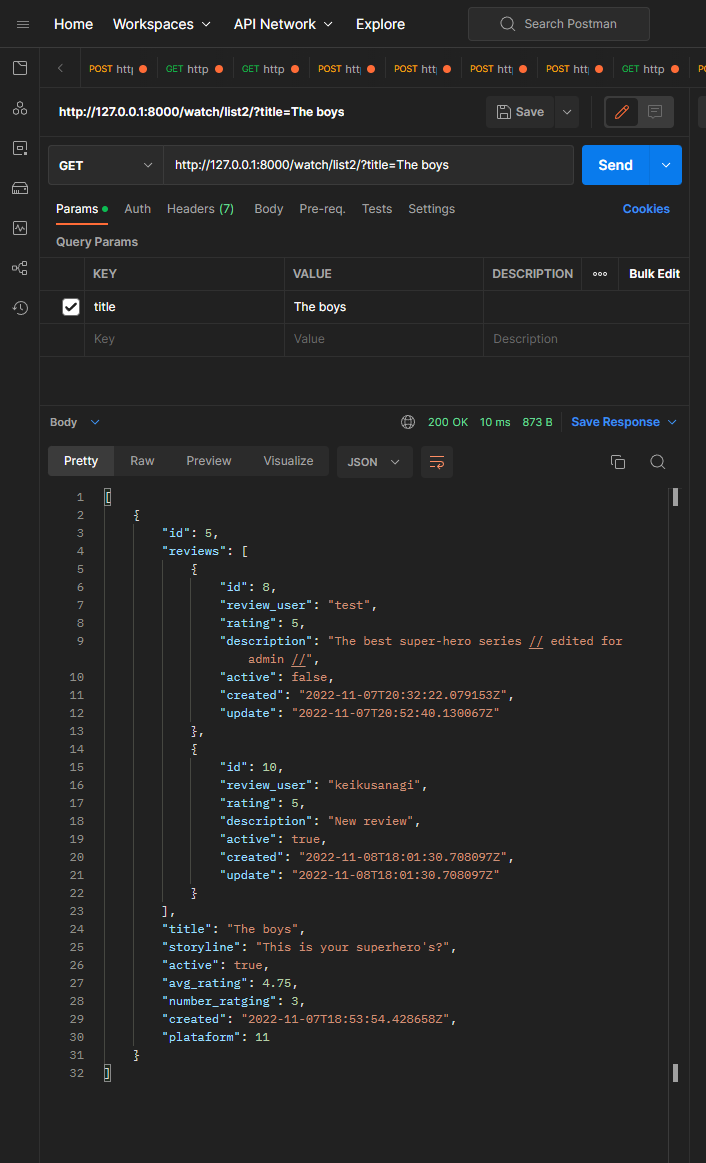 Home Workspaces API Network Explore Search Postman
POST http GET http GET http POST htt POST htt POST htt POST htt GET http
http://127.0.0.1:8000/watch/list2/?title=The boys Save
GET http://127.0.0.1:8000/watch/list2/?title=The boys Send
Params Auth Headers (7) Body Pre-req. Tests Settings Cookies
Query Params
KEY VALUE DESCRIPTION ooo Bulk Edit
title The boys
Key Value Description
Body 200 OK 10 ms 873 B Save Response
Pretty Raw Preview Visualize JSON
1 [
2 {
3 "id": 5,
4 "reviews": [
5 {
6 "id": 8,
7 "review_user": "test",
8 "rating": 5,
9 "description": "The best super-hero series // edited for
admin //",
10 "active": false,
11 "created": "2022-11-07T20:32:22.079153Z",
12 "update": "2022-11-07T20:52:40.130067Z"
13 },
14 {
15 "id": 10,
16 "review_user": "keikusanagi",
17 "rating": 5,
18 "description": "New review",
19 "active": true,
20 "created": "2022-11-08T18:01:30.708097Z",
21 "update": "2022-11-08T18:01:30.708097Z"
22 }
23 ],
24 "title": "The boys",
25 "storyline": "This is your superhero's?",
26 "active": true,
27 "avg_rating": 4.75,
28 "number_ratging": 3,
29 "created": "2022-11-07T18:53:54.428658Z",
30 "plataform": 11
31 }
32 ]